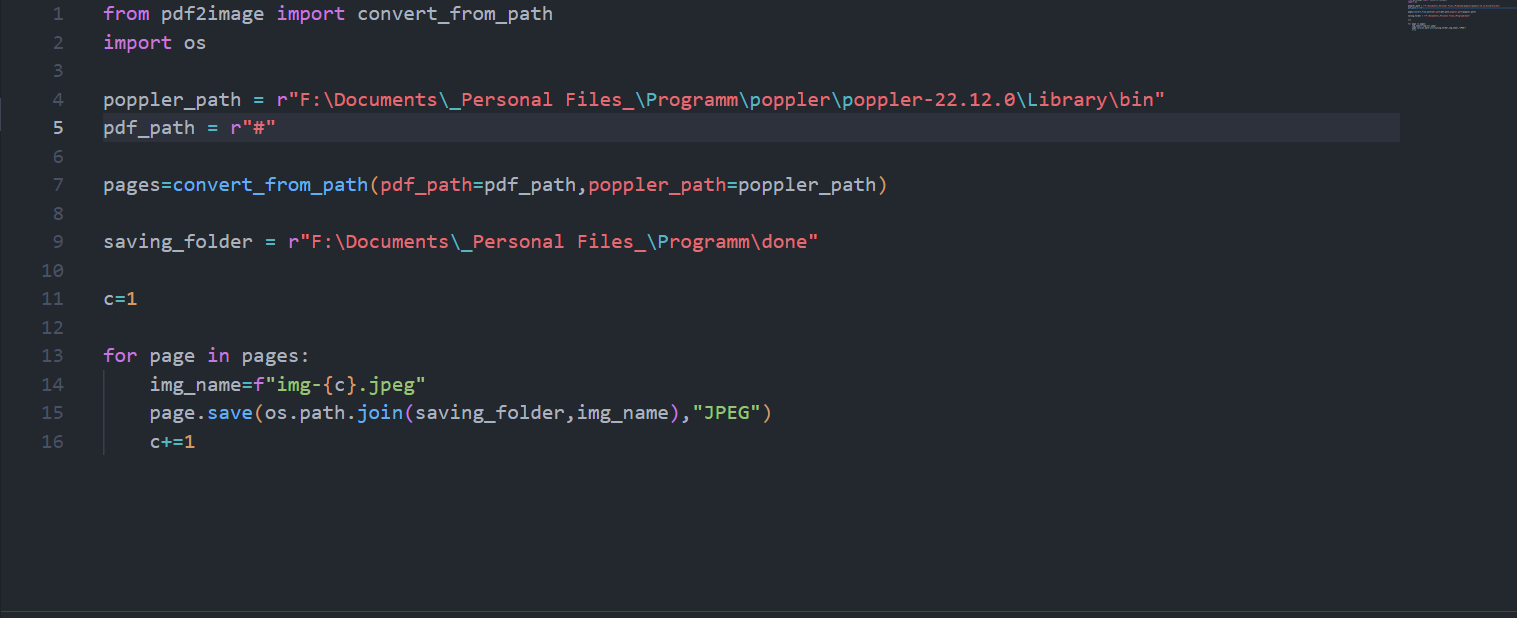 1 from pdf2image import convert_from_path
2 import os
3
4 poppler_path = r"F:\Documents\_Personal Files_\Programm\poppler\poppler-22.12.0\Library\bin"
5 pdf_path = r"#"
6
7 pages=convert_from_path(pdf_path=pdf_path,poppler_path=poppler_path)
8
9 saving_folder = r"F:\Documents\_Personal Files_\Programm\done"
10
11 c=1
12
13 for page in pages:
14     img_name=f"img-{c}.jpeg"
15     page.save(os.path.join(saving_folder,img_name),"JPEG")
16     c+=1